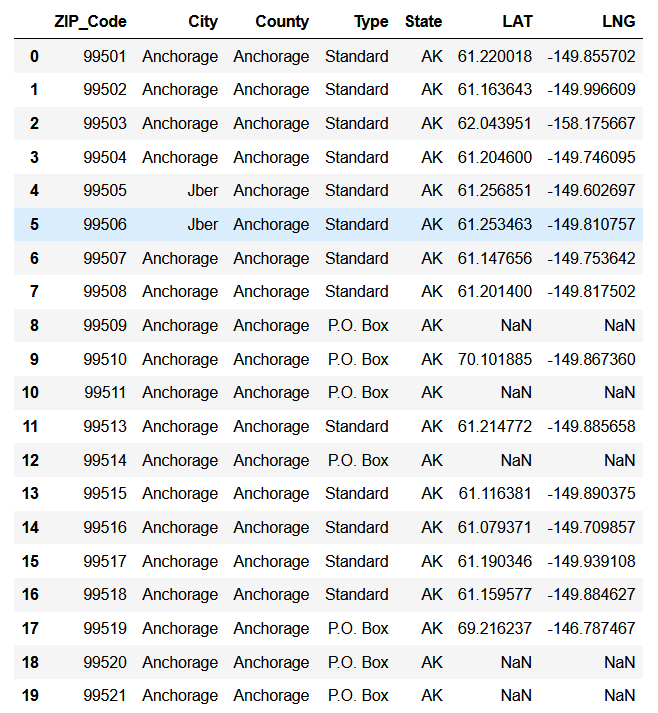 ZIP_Code City County Type State LAT LNG
0 99501 Anchorage Anchorage Standard AK 61.220018 -149.855702
1 99502 Anchorage Anchorage Standard AK 61.163643 -149.996609
2 99503 Anchorage Anchorage Standard AK 62.043951 -158.175667
3 99504 Anchorage Anchorage Standard AK 61.204600 -149.746095
4 99505 Jber Anchorage Standard AK 61.256851 -149.602697
5 99506 Jber Anchorage Standard AK 61.253463 -149.810757
6 99507 Anchorage Anchorage Standard AK 61.147656 -149.753642
7 99508 Anchorage Anchorage Standard AK 61.201400 -149.817502
8 99509 Anchorage Anchorage P.O. Box AK NaN NaN
9 99510 Anchorage Anchorage P.O. Box AK 70.101885 -149.867360
10 99511 Anchorage Anchorage P.O. Box AK NaN NaN
11 99513 Anchorage Anchorage Standard AK 61.214772 -149.885658
12 99514 Anchorage Anchorage P.O. Box AK NaN NaN
13 99515 Anchorage Anchorage Standard AK 61.116381 -149.890375
14 99516 Anchorage Anchorage Standard AK 61.079371 -149.709857
15 99517 Anchorage Anchorage Standard AK 61.190346 -149.939108
16 99518 Anchorage Anchorage Standard AK 61.159577 -149.884627
17 99519 Anchorage Anchorage P.O. Box AK 69.216237 -146.787467
18 99520 Anchorage Anchorage P.O. Box AK NaN NaN
19 99521 Anchorage Anchorage P.O. Box AK NaN NaN